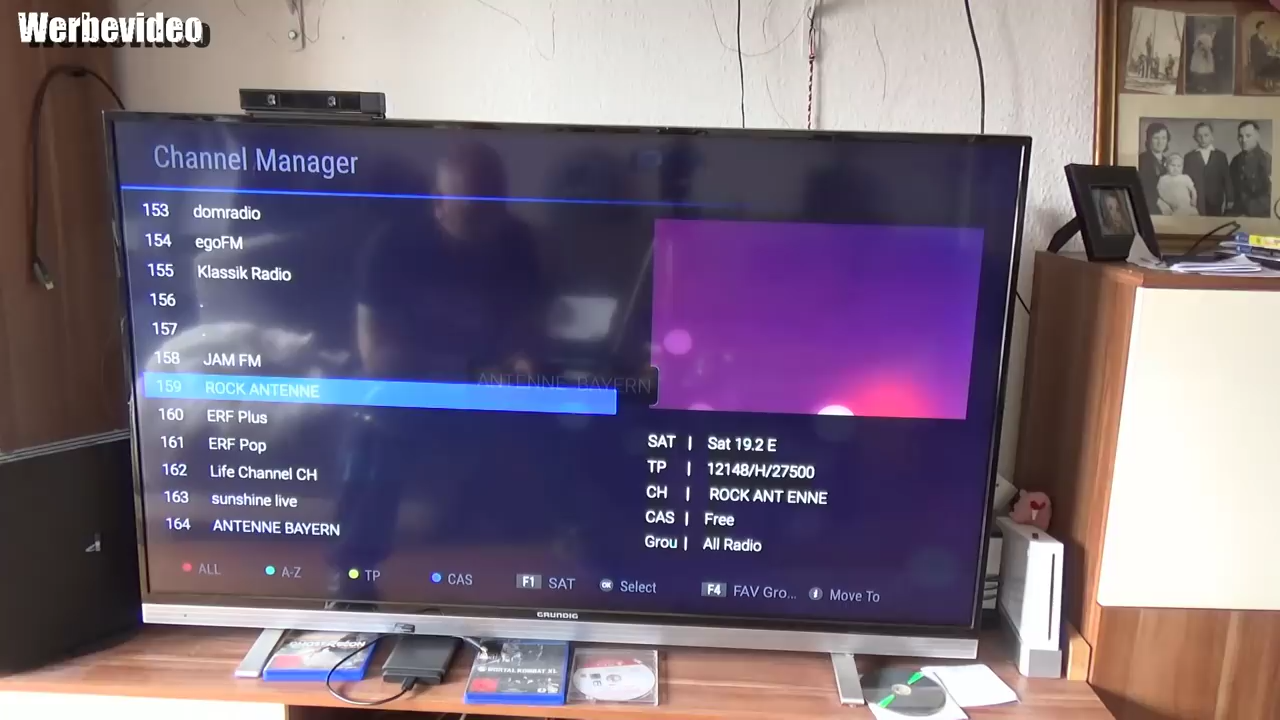 Werbevideo
Channel Manager
153 domradio
154 egoFM
155 Klassik Radio
156 .
157 .
158 JAM FM
159 ROCK ANTENNE
160 ERF Plus
161 ERF Pop
162 Life Channel CH
163 sunshine live
164 ANTENNE BAYERN
ANTENNE BAYERN
SAT | Sat 19.2 E
TP | 12148/H/27500
CH | ROCK ANT ENNE
CAS | Free
Grou | All Radio
ALL A-Z TP CAS F1 SAT OK Select F4 FAV Gro... i Move To
GRUNDIG
MORTAL KOMBAT XL